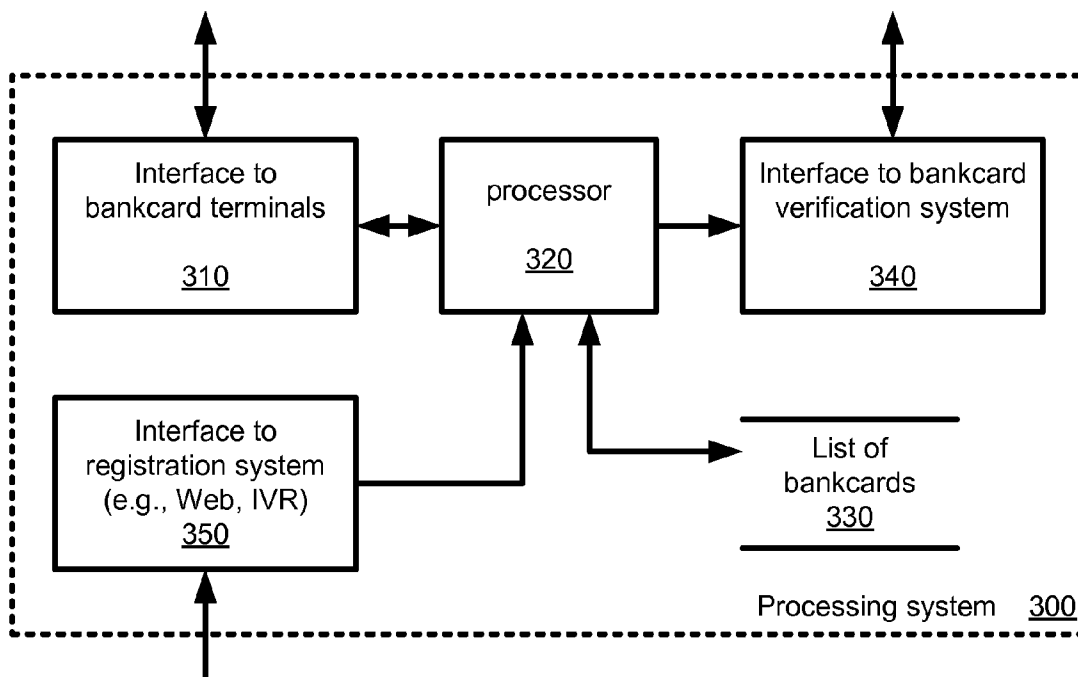 Interface to
bankcard terminals
310
processor
320
Interface to bankcard
verification system
340
Interface to
registration system
(e.g., Web, IVR)
350
List of
bankcards
330
Processing system 300